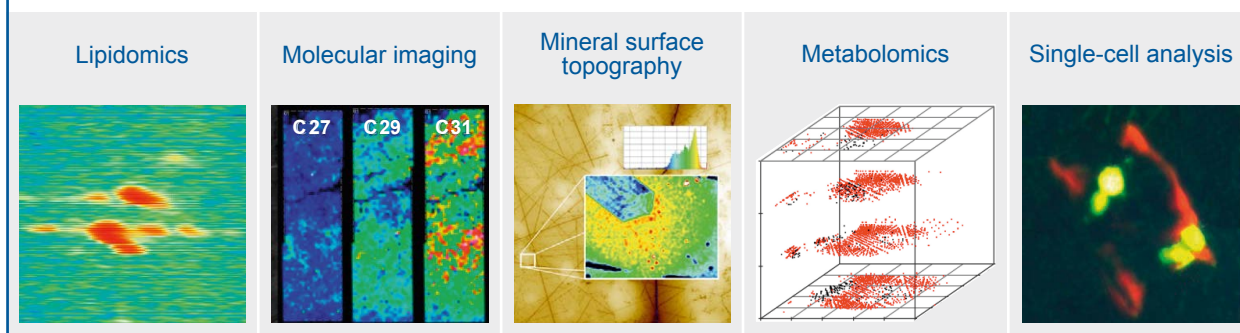 Lipidomics
Molecular imaging
Mineral surface
topography
Metabolomics
Single-cell analysis
C27
C29
C31